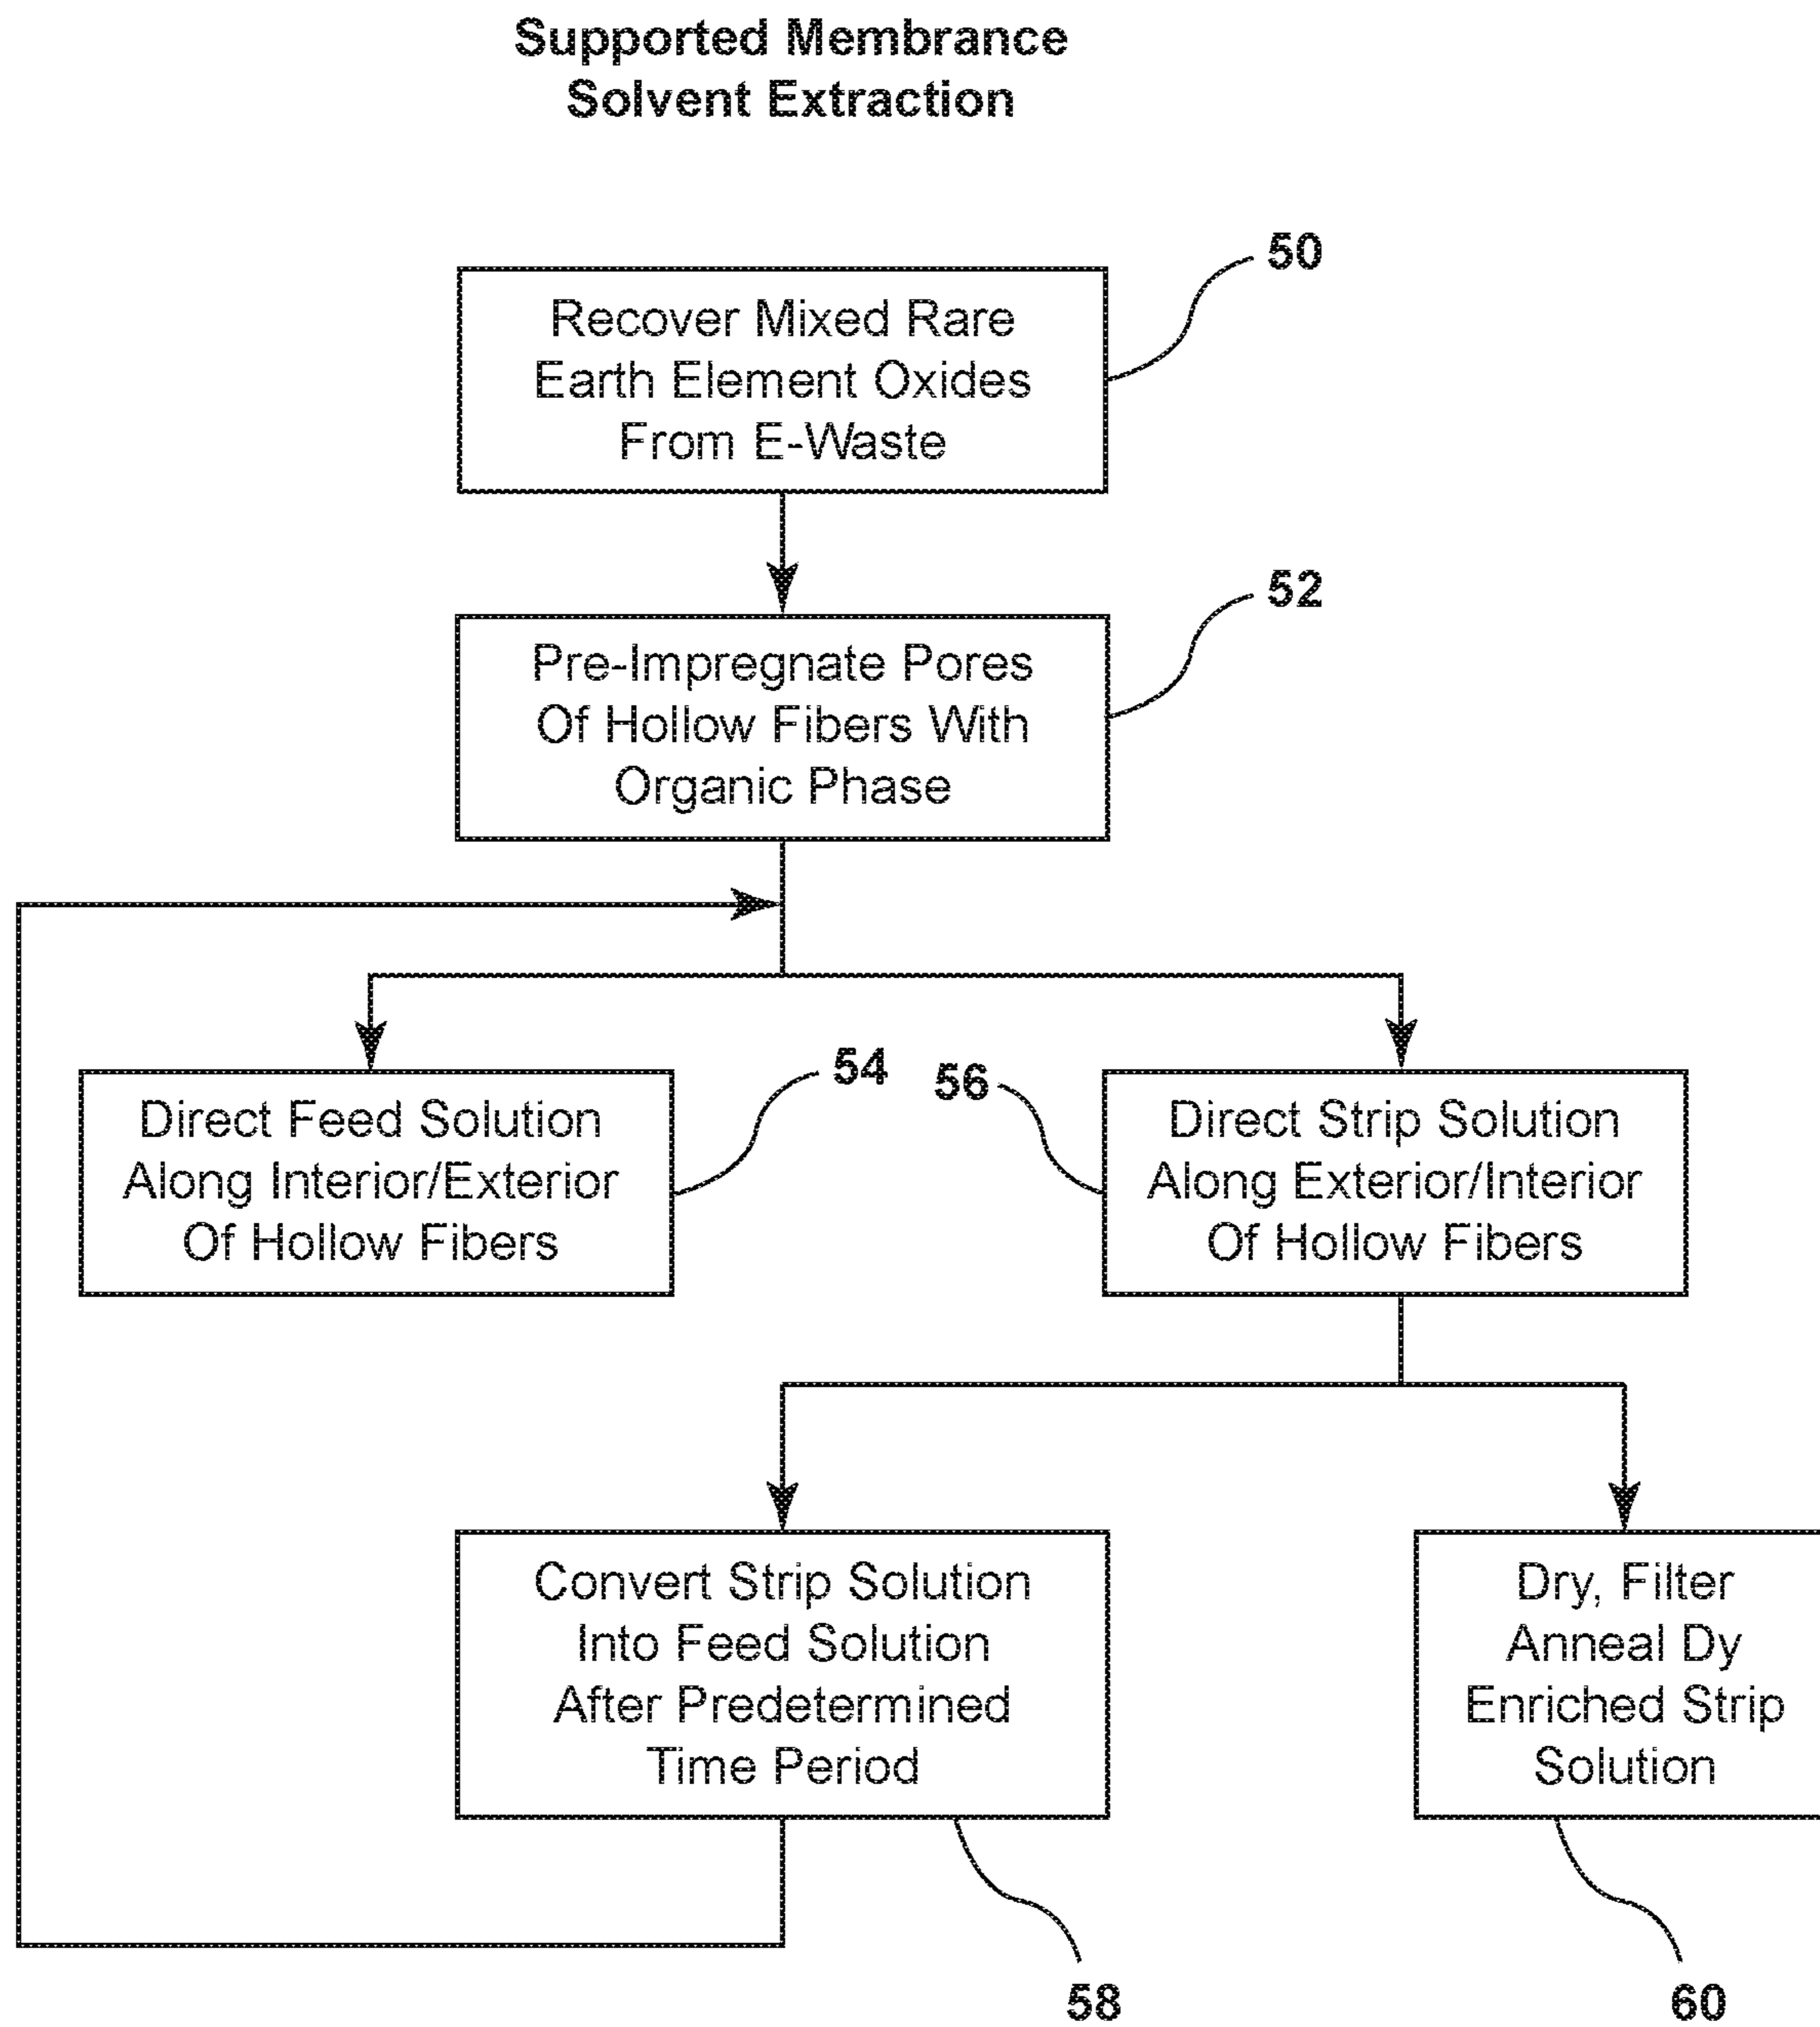 Supported Membrance
Solvent Extraction
50
Recover Mixed Rare
Earth Element Oxides
From E-Waste
52
Pre-Impregnate Pores
Of Hollow Fibers With
Organic Phase
54
56
Direct Feed Solution
Along Interior/Exterior
Of Hollow Fibers
Direct Strip Solution
Along Exterior/Interior
Of Hollow Fibers
Convert Strip Solution
Into Feed Solution
After Predetermined
Time Period
Dry, Filter
Anneal Dy
Enriched Strip
Solution
58
60